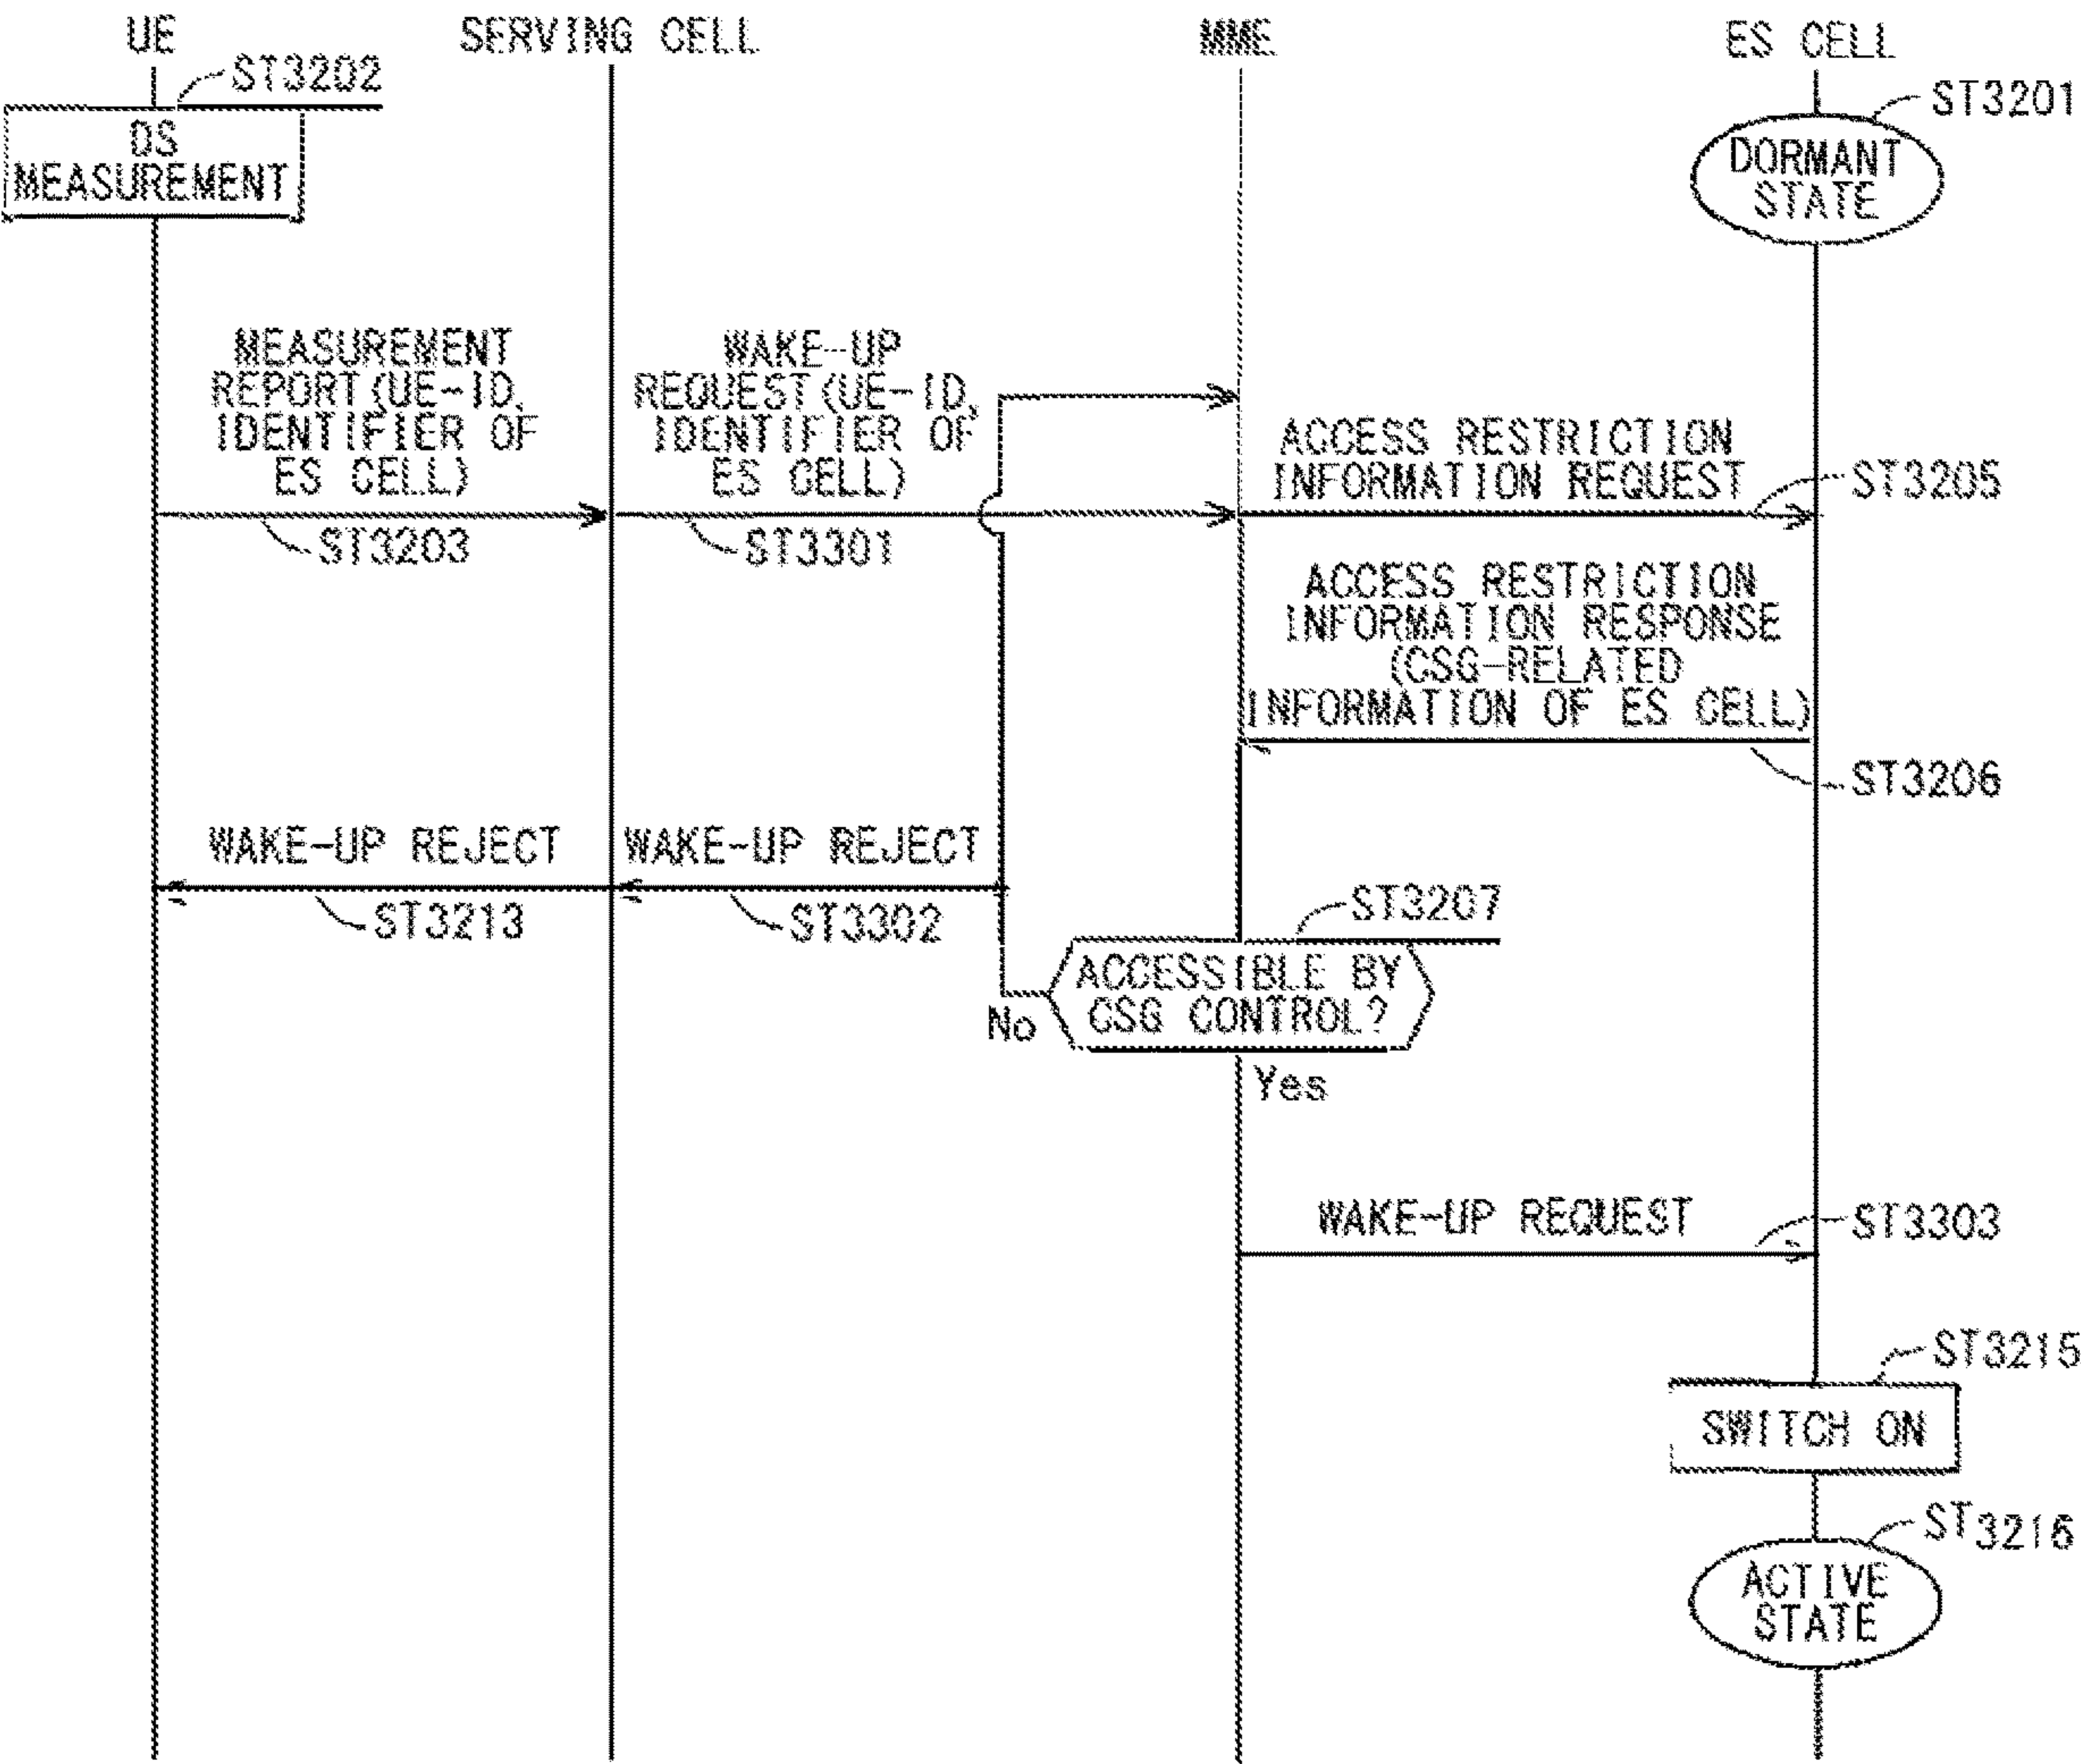 UE
SERVING CELL
MME
ES CELL
ST3202
ST3201
DS
MEASUREMENT
DORMANT
STATE
MEASUREMENT
REPORT(UE-ID,
IDENTIFIER OF
ES CELL)
ST3203
WAKE-UP
REQUEST(UE-ID,
IDENTIFIER OF
ES CELL)
ST3301
ACCESS RESTRICTION
INFORMATION REQUEST
ST3205
ACCESS RESTRICTION
INFORMATION RESPONSE
(CSG-RELATED
INFORMATION OF ES CELL)
ST3206
WAKE-UP REJECT
ST3213
WAKE-UP REJECT
ST3302
ST3207
ACCESSIBLE BY
CSG CONTROL?
No
Yes
WAKE-UP REQUEST
ST3303
ST3215
SWITCH ON
ST3216
ACTIVE
STATE